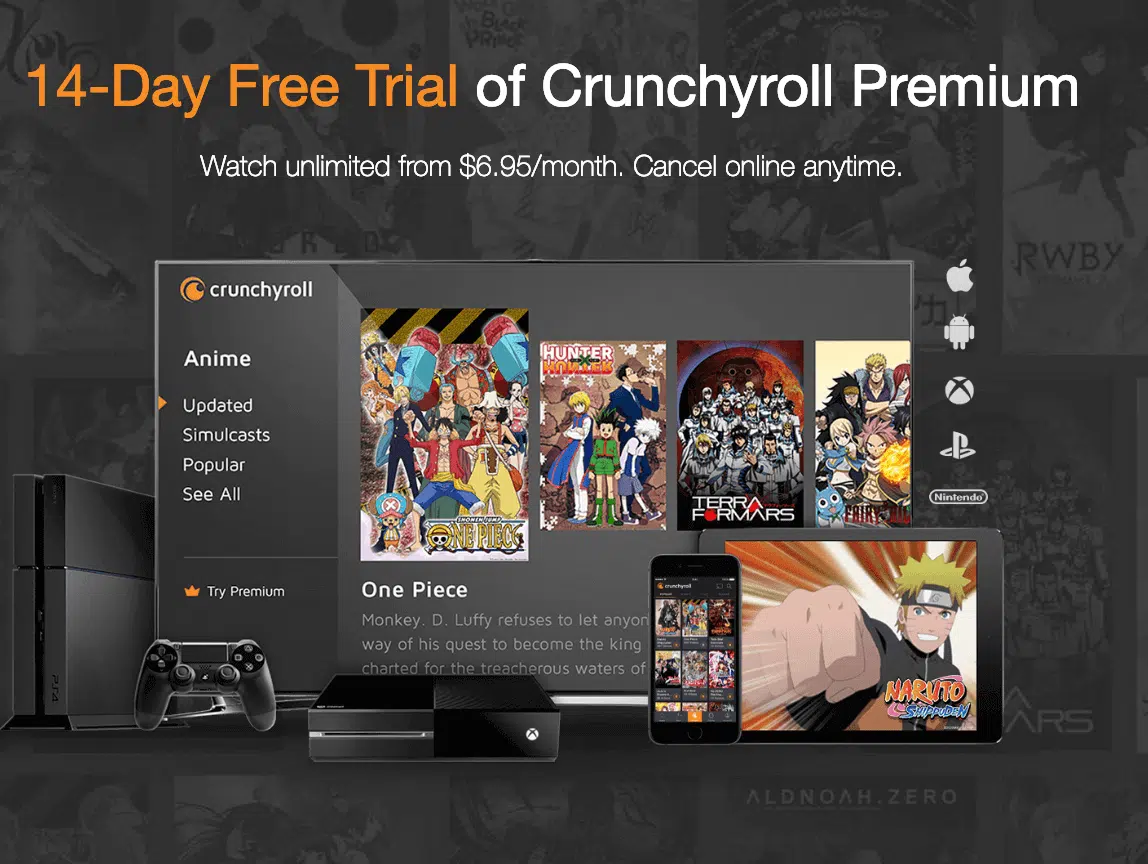 14-Day Free Trial of Crunchyroll Premium
Watch unlimited from $6.95/month. Cancel online anytime.
RWBY
crunchyroll
Anime
Updated
Simulcasts
Popular
See All
Try Premium
HUNTER
HUNTER
TERRA
FORMARS
FAIRY
SHONEN JUMP
ONE PIECE
One Piece
Monkey. D. Luffy refuses to let anyon
way of his quest to become the king
charted for the treacherous waters of
Nintendo
crunchyroll
NARUTO
SHIPPUDEN
PS4
ARS
ALDNOAH.ZERO